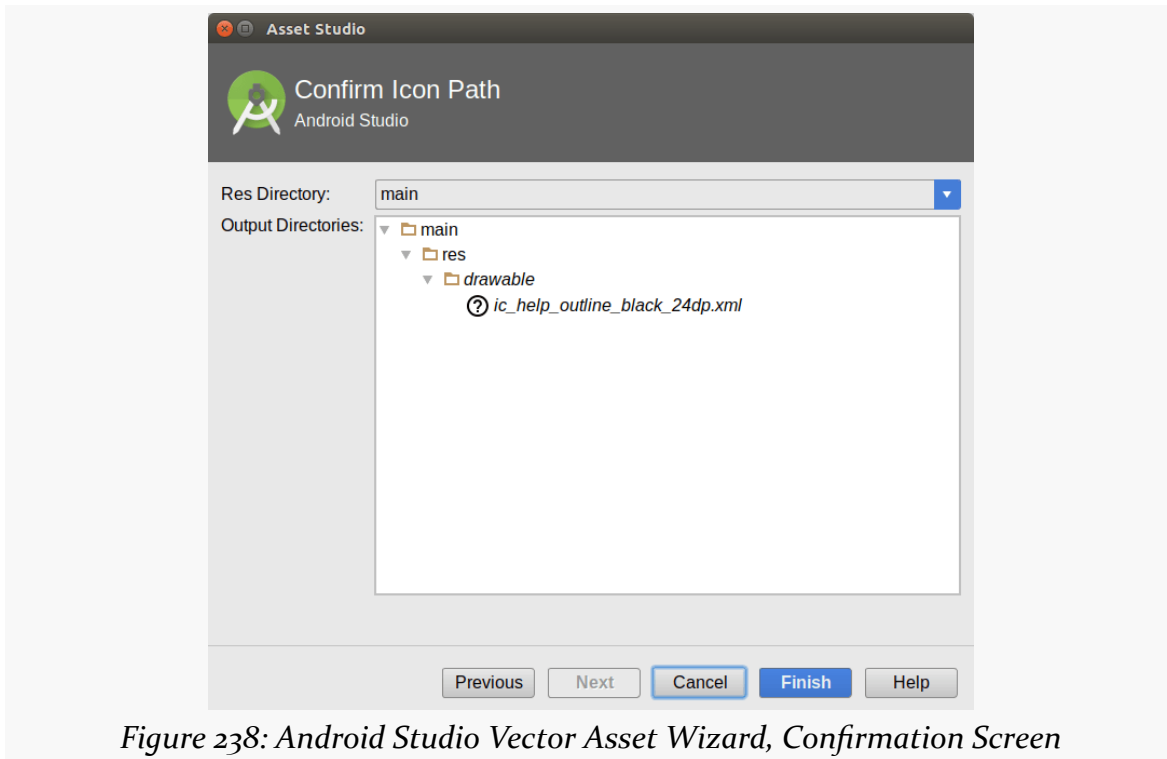 Asset Studio
Confirm Icon Path
Android Studio
Res Directory: main
Output Directories: main
res
drawable
ic_help_outline_black_24dp.xml
Previous Next Cancel Finish Help
Figure 238: Android Studio Vector Asset Wizard, Confirmation Screen